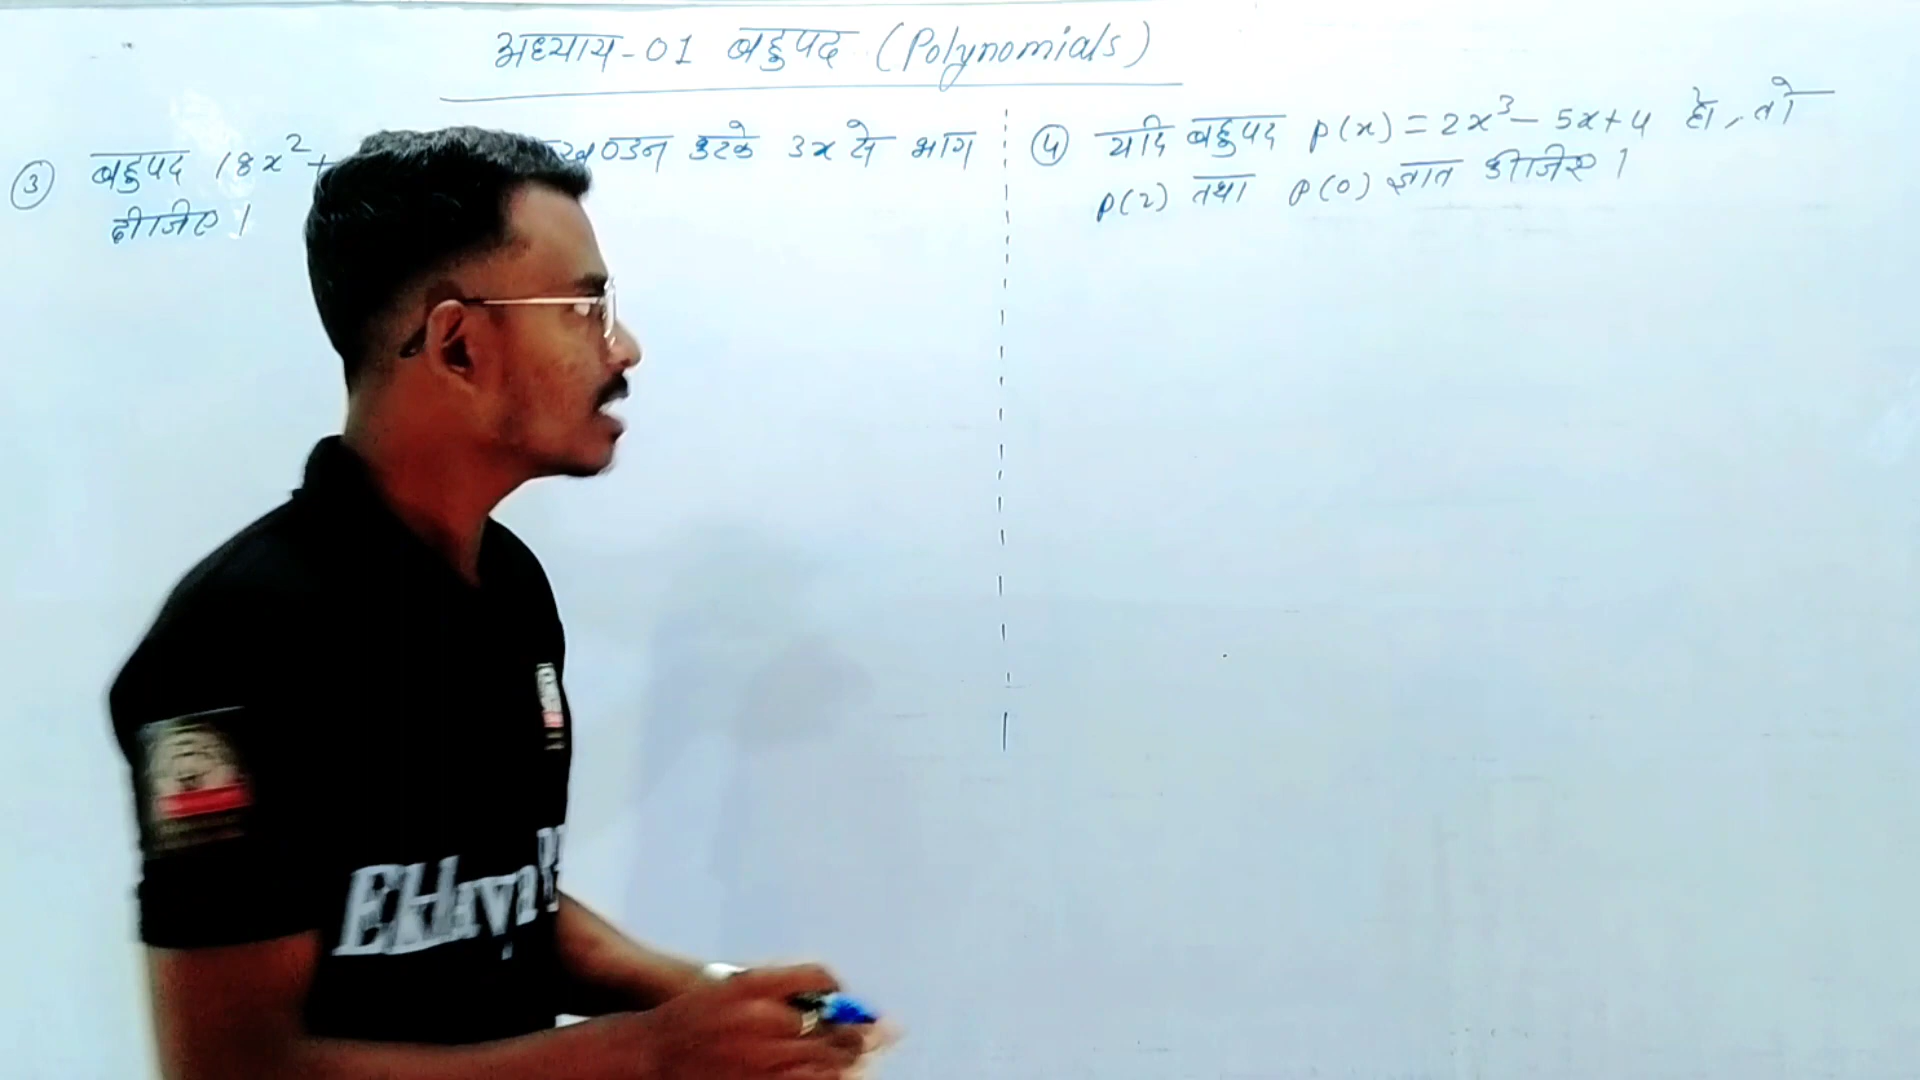 अध्याय-01 बहुपद (Polynomials)
③ बहुपद 18x²+ करके 3x से भाग
दीजिए।
④ यदि बहुपद p(x) = 2x³ - 5x + 4 हो, तो
p(2) तथा p(0) ज्ञात कीजिए।